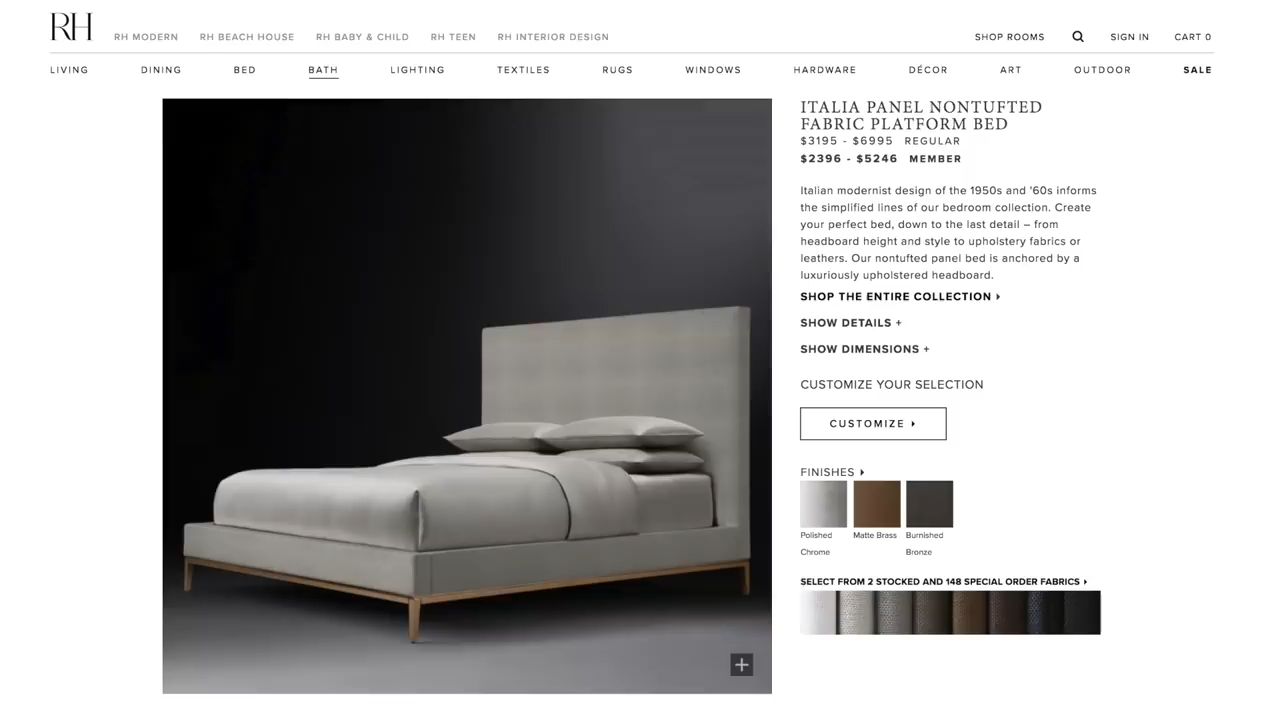 RH
RH MODERN RH BEACH HOUSE RH BABY & CHILD RH TEEN RH INTERIOR DESIGN SHOP ROOMS SIGN IN CART 0
LIVING DINING BED BATH LIGHTING TEXTILES RUGS WINDOWS HARDWARE DÉCOR ART OUTDOOR SALE
ITALIA PANEL NONTUFTED
FABRIC PLATFORM BED
$3195 - $6995 REGULAR
$2396 - $5246 MEMBER
Italian modernist design of the 1950s and '60s informs
the simplified lines of our bedroom collection. Create
your perfect bed, down to the last detail – from
headboard height and style to upholstery fabrics or
leathers. Our nontufted panel bed is anchored by a
luxuriously upholstered headboard.
SHOP THE ENTIRE COLLECTION
SHOW DETAILS +
SHOW DIMENSIONS +
CUSTOMIZE YOUR SELECTION
CUSTOMIZE
FINISHES
Polished Matte Brass Burnished
Chrome Bronze
SELECT FROM 2 STOCKED AND 148 SPECIAL ORDER FABRICS